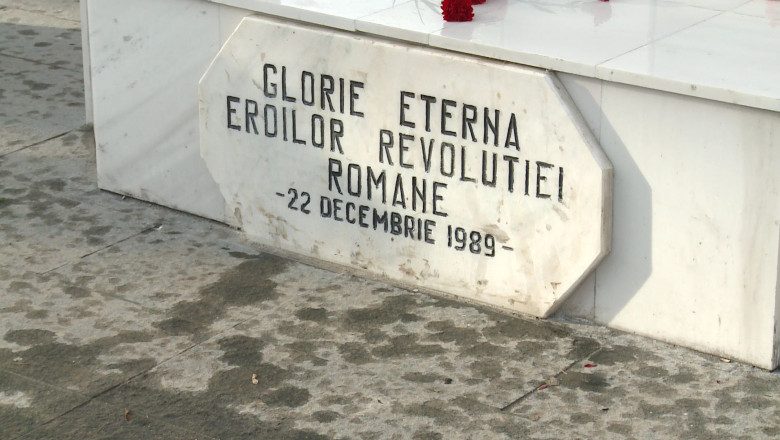 GLORIE ETERNA
EROILOR REVOLUTIEI
ROMANE
-22 DECEMBRIE 1989-